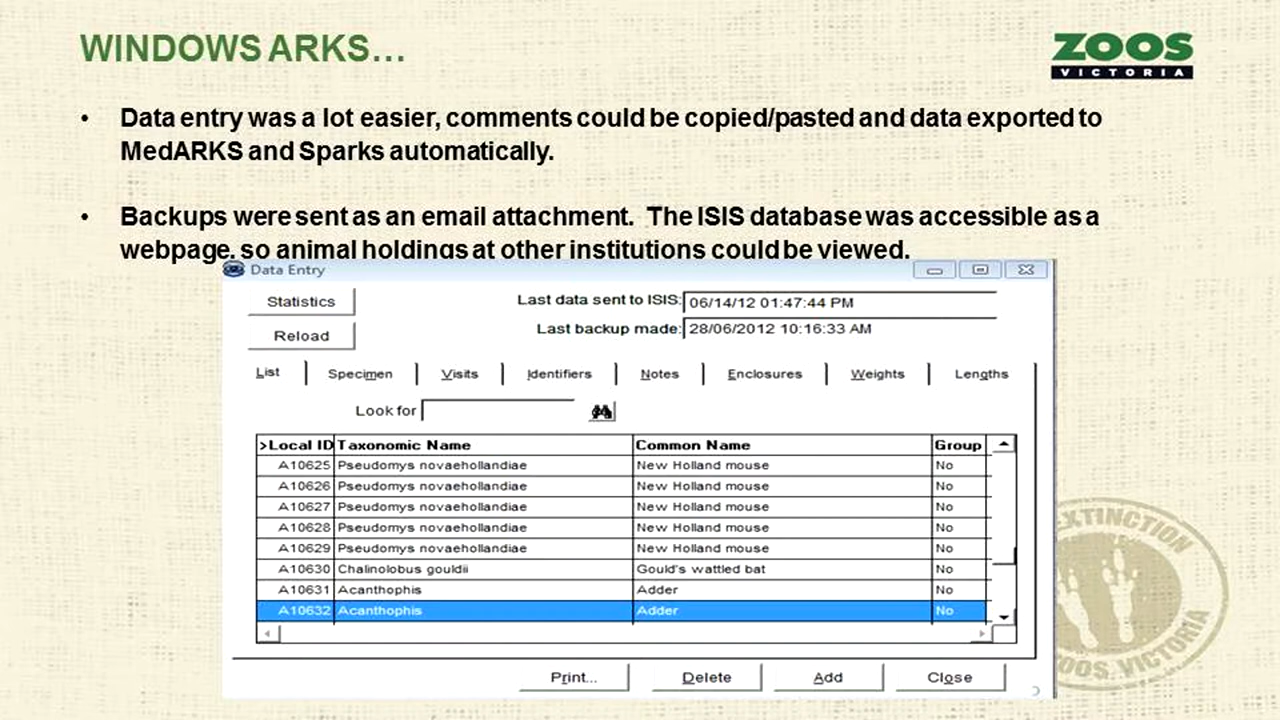 WINDOWS ARKS…
ZOOS
VICTORIA
• Data entry was a lot easier, comments could be copied/pasted and data exported to
MedARKS and Sparks automatically.
• Backups were sent as an email attachment. The ISIS database was accessible as a
webpage, so animal holdings at other institutions could be viewed.
Data Entry
Statistics
Last data sent to ISIS: 06/14/12 01:47:44 PM
Reload
Last backup made: 28/06/2012 10:16:33 AM
List Specimen Visits Identifiers Notes Enclosures Weights Lengths
Look for
>Local ID Taxonomic Name Common Name Group
A10625 Pseudomys novaehollandiae New Holland mouse No
A10626 Pseudomys novaehollandiae New Holland mouse No
A10627 Pseudomys novaehollandiae New Holland mouse No
A10628 Pseudomys novaehollandiae New Holland mouse No
A10629 Pseudomys novaehollandiae New Holland mouse No
A10630 Chalinolobus gouldii Gould's wattled bat No
A10631 Acanthophis Adder No
A10632 Acanthophis Adder No
Print... Delete Add Close
EXTINCTION
ZOOS VICTORIA